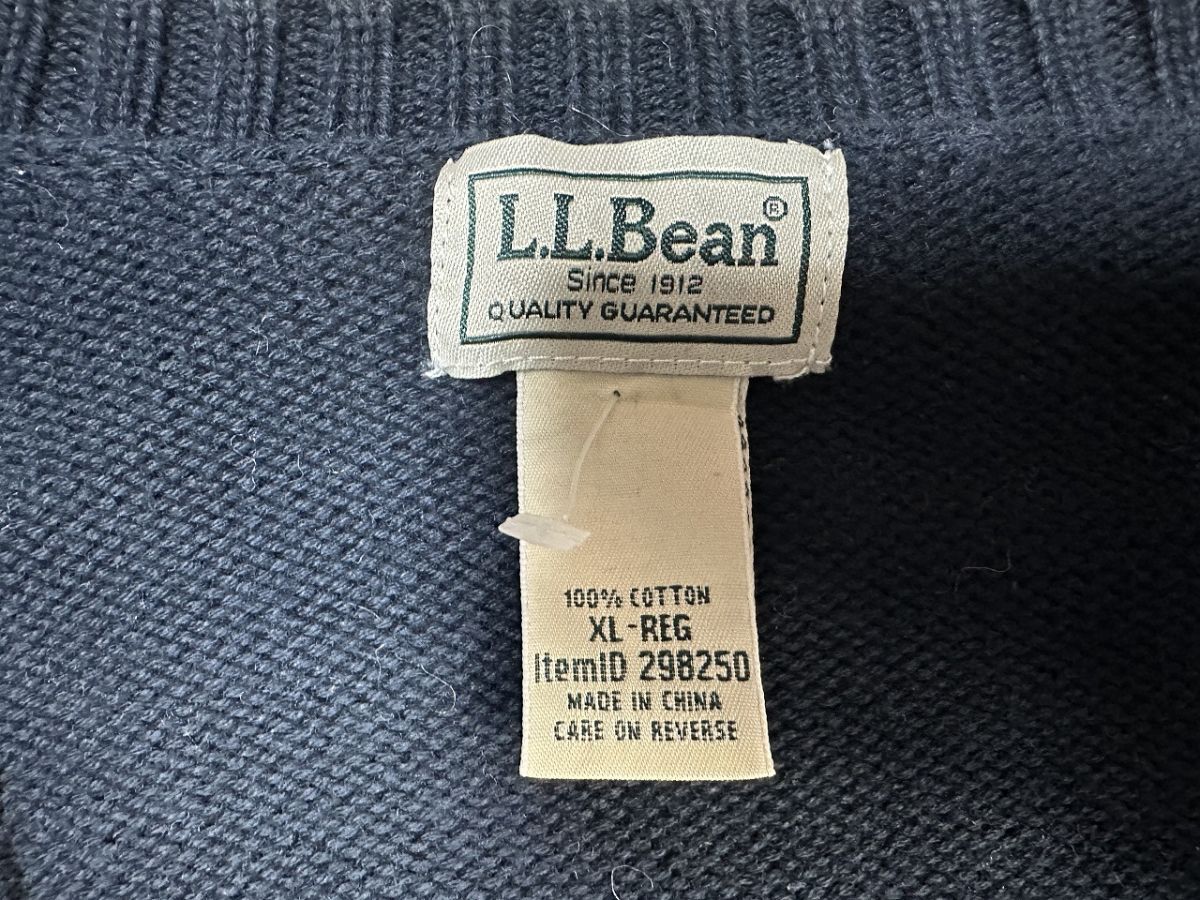 L.L.Bean®
Since 1912
QUALITY GUARANTEED
100% COTTON
XL-REG
ItemID 298250
MADE IN CHINA
CARE ON REVERSE